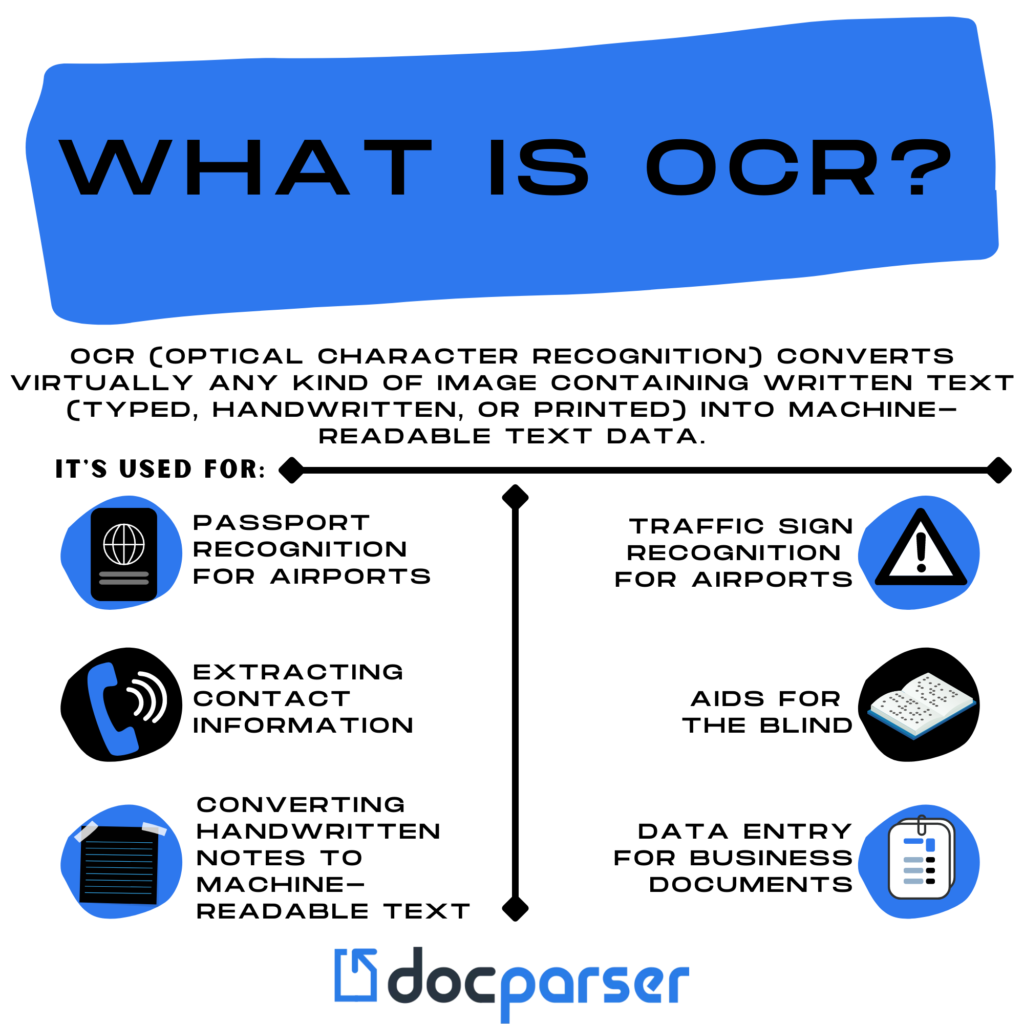 WHAT IS OCR?
OCR (OPTICAL CHARACTER RECOGNITION) CONVERTS
VIRTUALLY ANY KIND OF IMAGE CONTAINING WRITTEN TEXT
(TYPED, HANDWRITTEN, OR PRINTED) INTO MACHINE-
READABLE TEXT DATA.
IT'S USED FOR:
PASSPORT
RECOGNITION
FOR AIRPORTS
EXTRACTING
CONTACT
INFORMATION
CONVERTING
HANDWRITTEN
NOTES TO
MACHINE-
READABLE TEXT
TRAFFIC SIGN
RECOGNITION
FOR AIRPORTS
AIDS FOR
THE BLIND
DATA ENTRY
FOR BUSINESS
DOCUMENTS
docparser